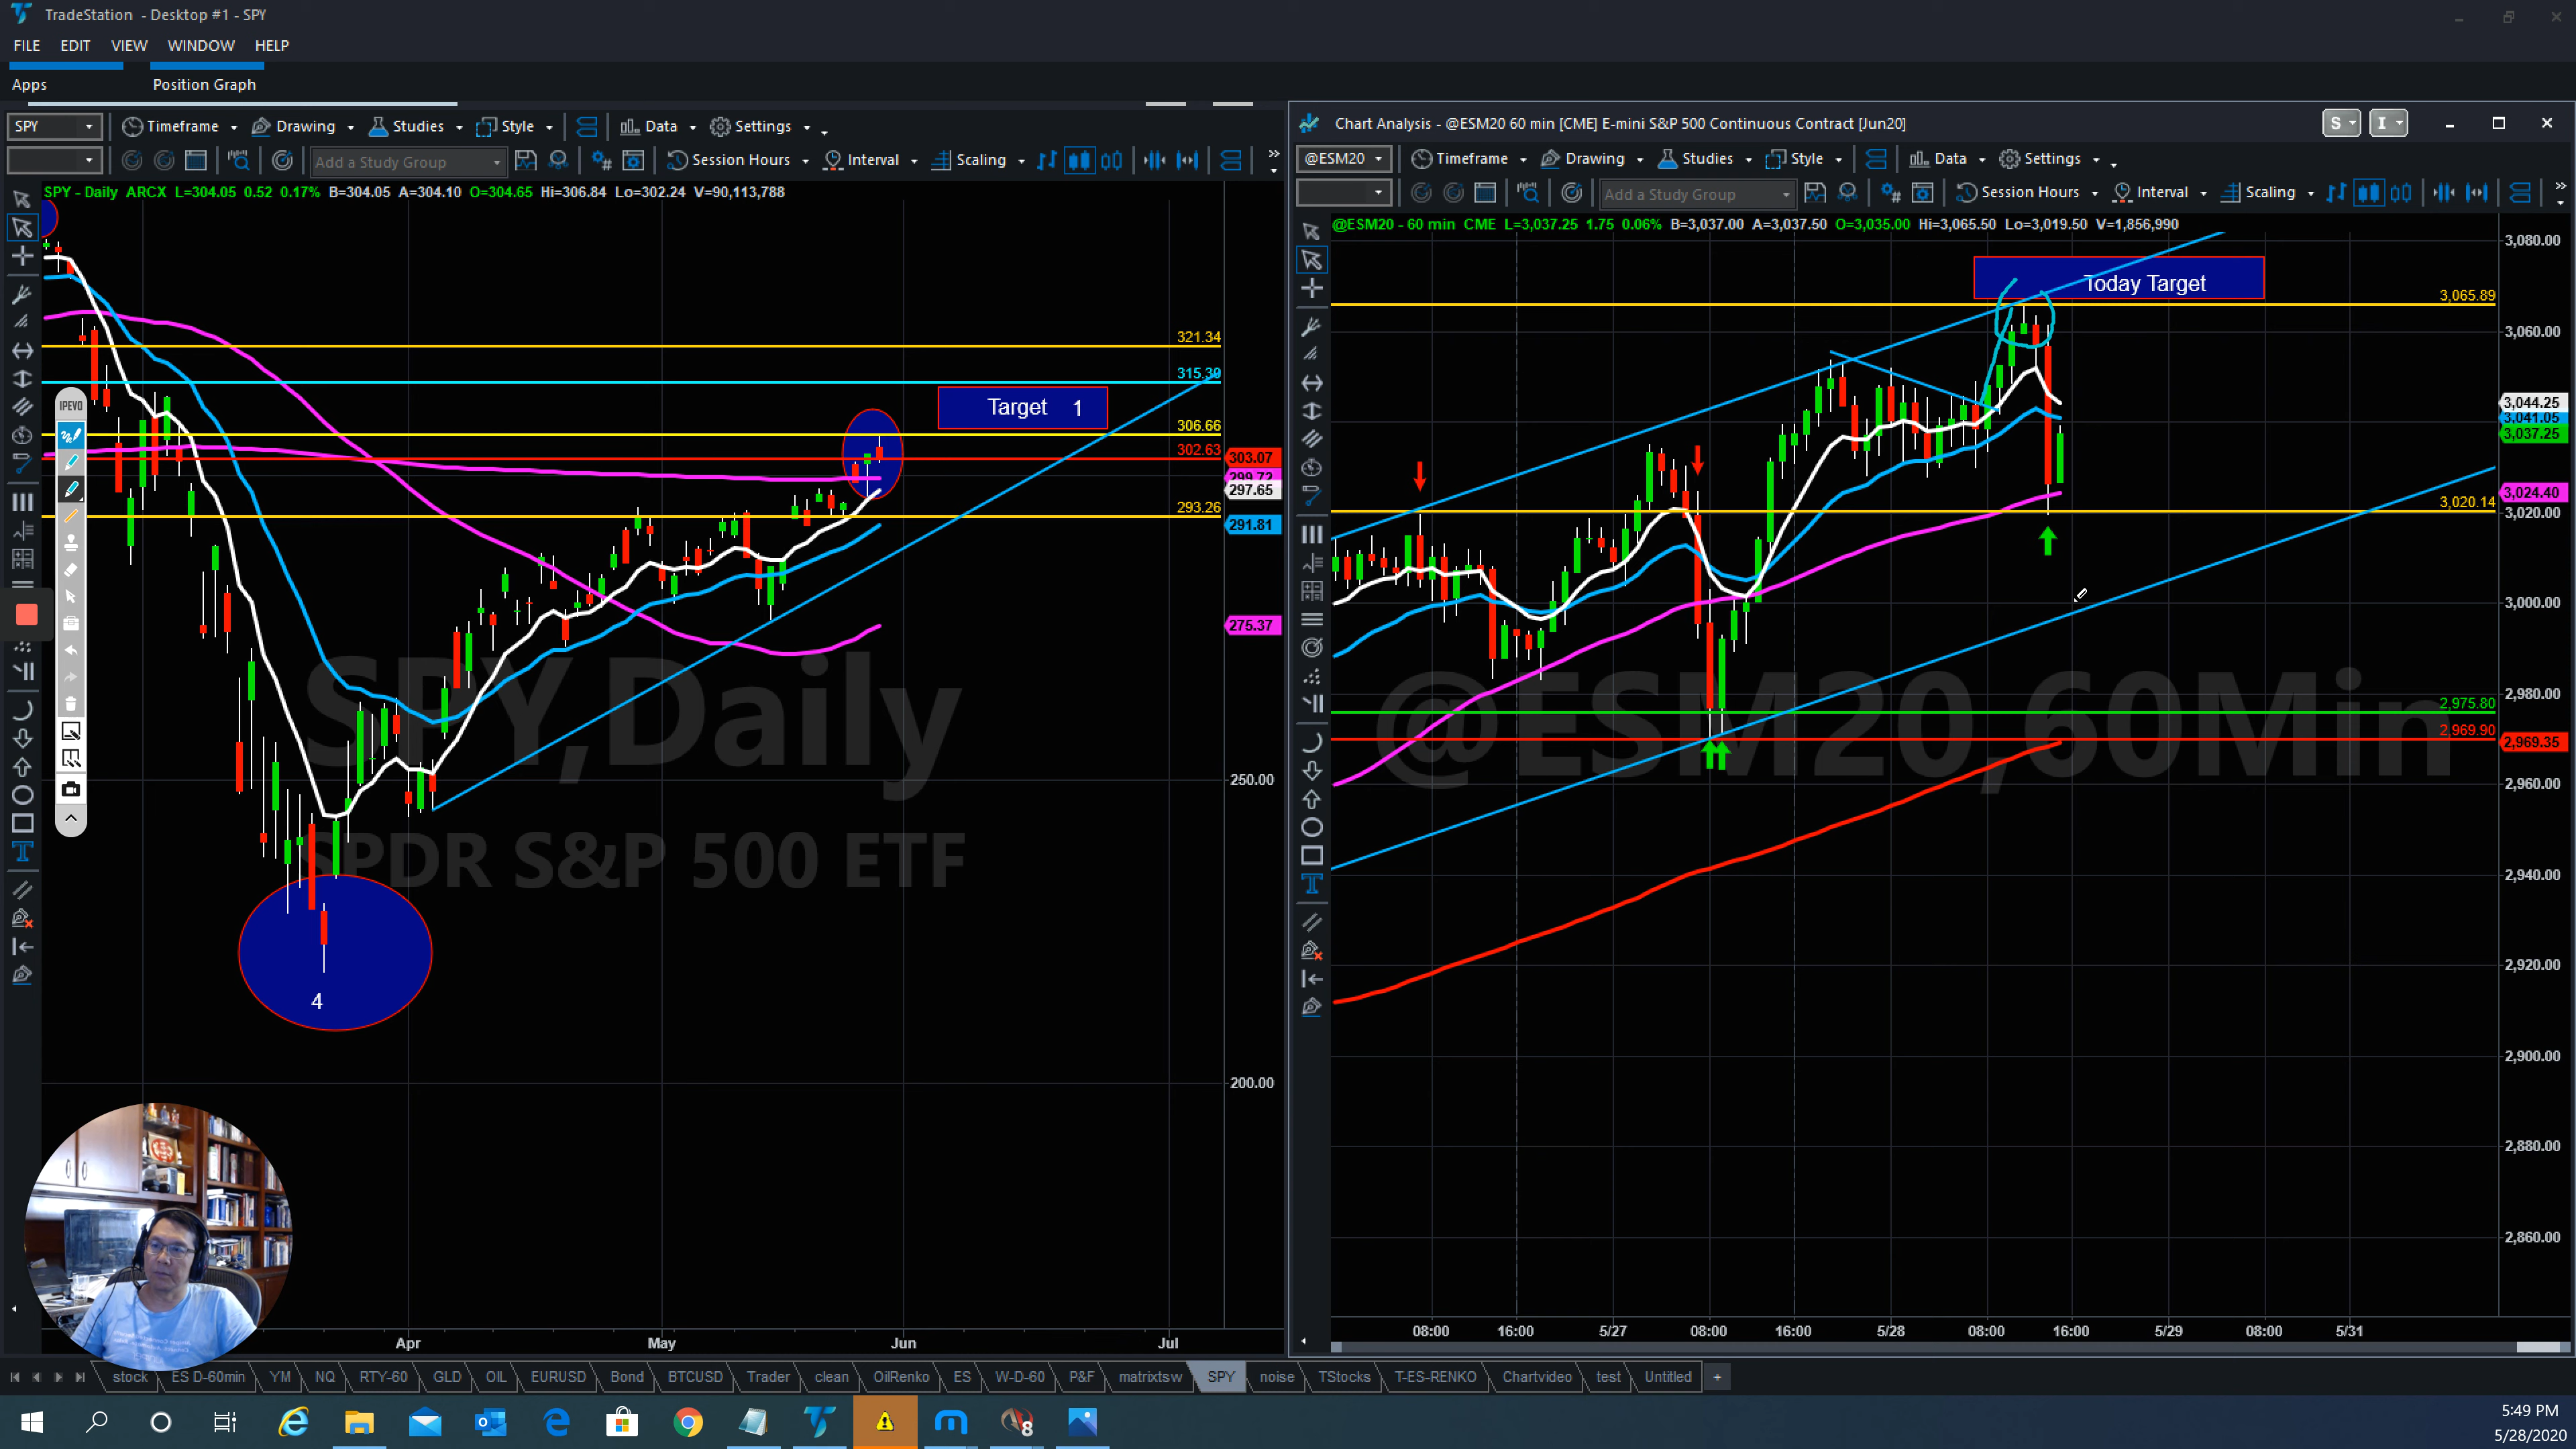 TradeStation - Desktop #1 - SPY
FILE EDIT VIEW WINDOW HELP
Apps Position Graph
SPY Timeframe Drawing Studies Style Data Settings
Add a Study Group Session Hours Interval Scaling
SPY - Daily ARCX L=304.05 0.52 0.17% B=304.05 A=304.10 O=304.65 Hi=306.84 Lo=302.24 V=90,113,788
321.34
315.39
Target 1
306.66
302.63
303.07
299.72
297.65
293.26
291.81
275.37
250.00
200.00
IPEVO
SPY,Daily
SPDR S&P 500 ETF
4
Apr May Jun Jul
Chart Analysis - @ESM20 60 min [CME] E-mini S&P 500 Continuous Contract [Jun20]
S I
@ESM20 Timeframe Drawing Studies Style Data Settings
Add a Study Group Session Hours Interval Scaling
@ESM20 - 60 min CME L=3,037.25 1.75 0.06% B=3,037.00 A=3,037.50 O=3,035.00 Hi=3,065.50 Lo=3,019.50 V=1,856,990
3,080.00
Today Target
3,065.89
3,060.00
3,044.25
3,041.05
3,037.25
3,024.40
3,020.14
3,020.00
3,000.00
2,980.00
2,975.80
2,969.90
2,969.35
2,960.00
2,940.00
2,920.00
2,900.00
2,880.00
2,860.00
@ESM20,60Min
08:00 16:00 5/27 08:00 16:00 5/28 08:00 16:00 5/29 08:00 5/31
stock ES D-60min YM NQ RTY-60 GLD OIL EURUSD Bond BTCUSD Trader clean OilRenko ES W-D-60 P&F matrixtsw SPY noise TStocks T-ES-RENKO Chartvideo test Untitled +
8
5:49 PM
5/28/2020